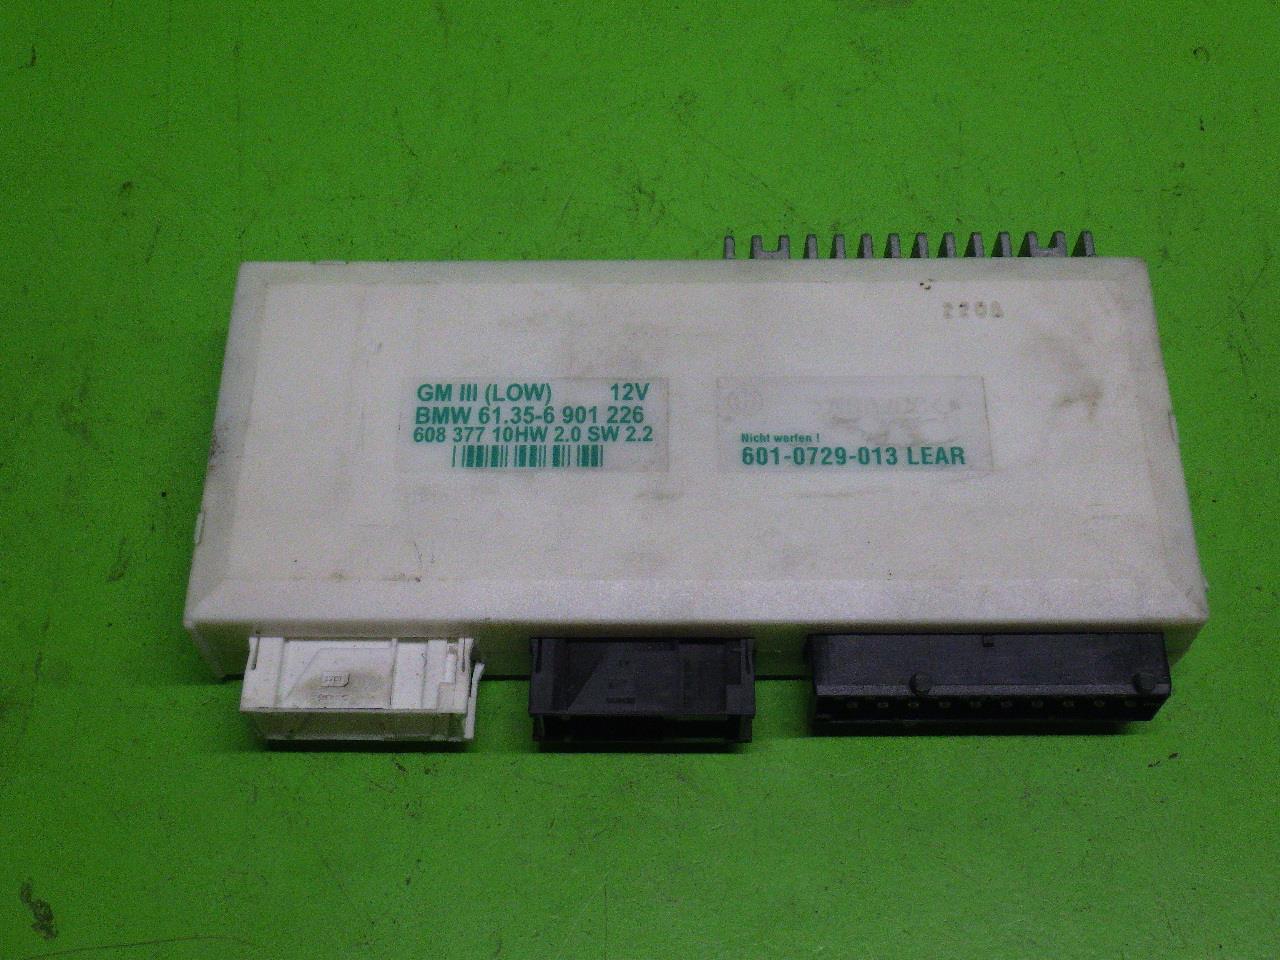 220A
GM III (LOW) 12V
BMW 61.35-6 901 226
608 377 10HW 2.0 SW 2.2
Nicht werfen !
601-0729-013 LEAR